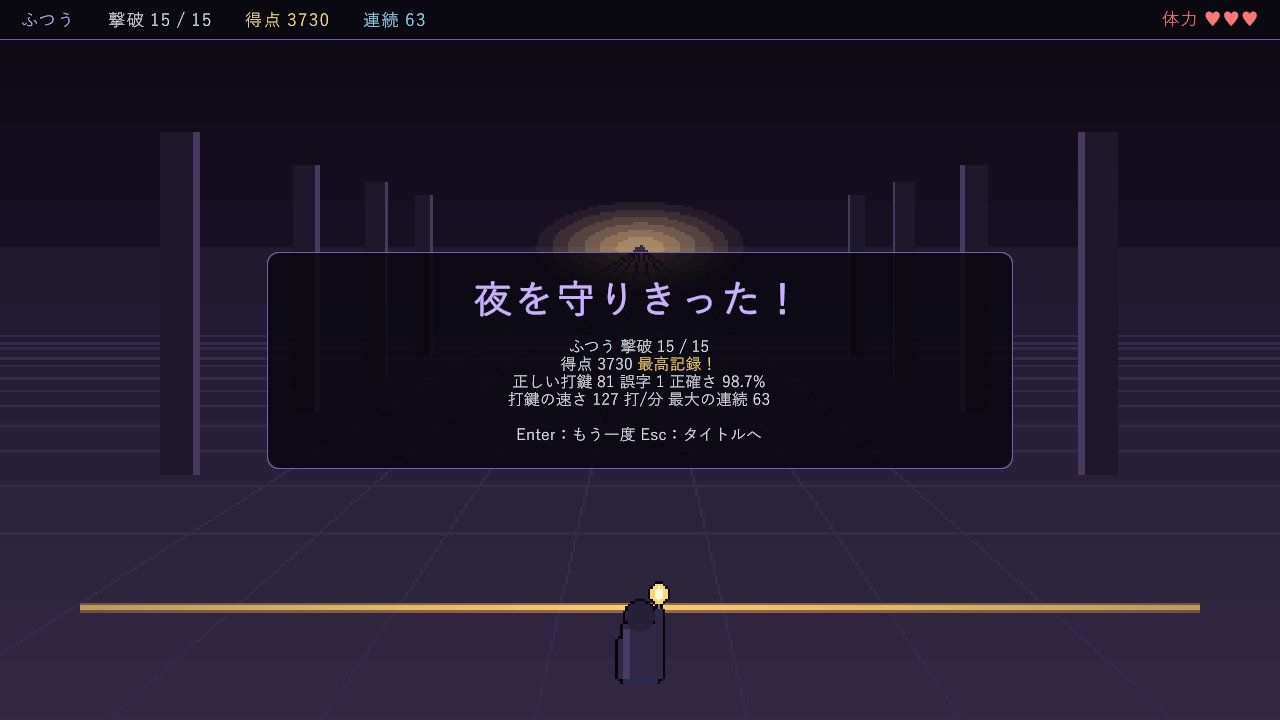 ふつう 撃破 15 / 15 得点 3730 連続 63 体力 ♥♥♥
夜を守りきった！
ふつう 撃破 15 / 15
得点 3730 最高記録！
正しい打鍵 81 誤字 1 正確さ 98.7%
打鍵の速さ 127 打/分 最大の連続 63
Enter：もう一度 Esc：タイトルへ